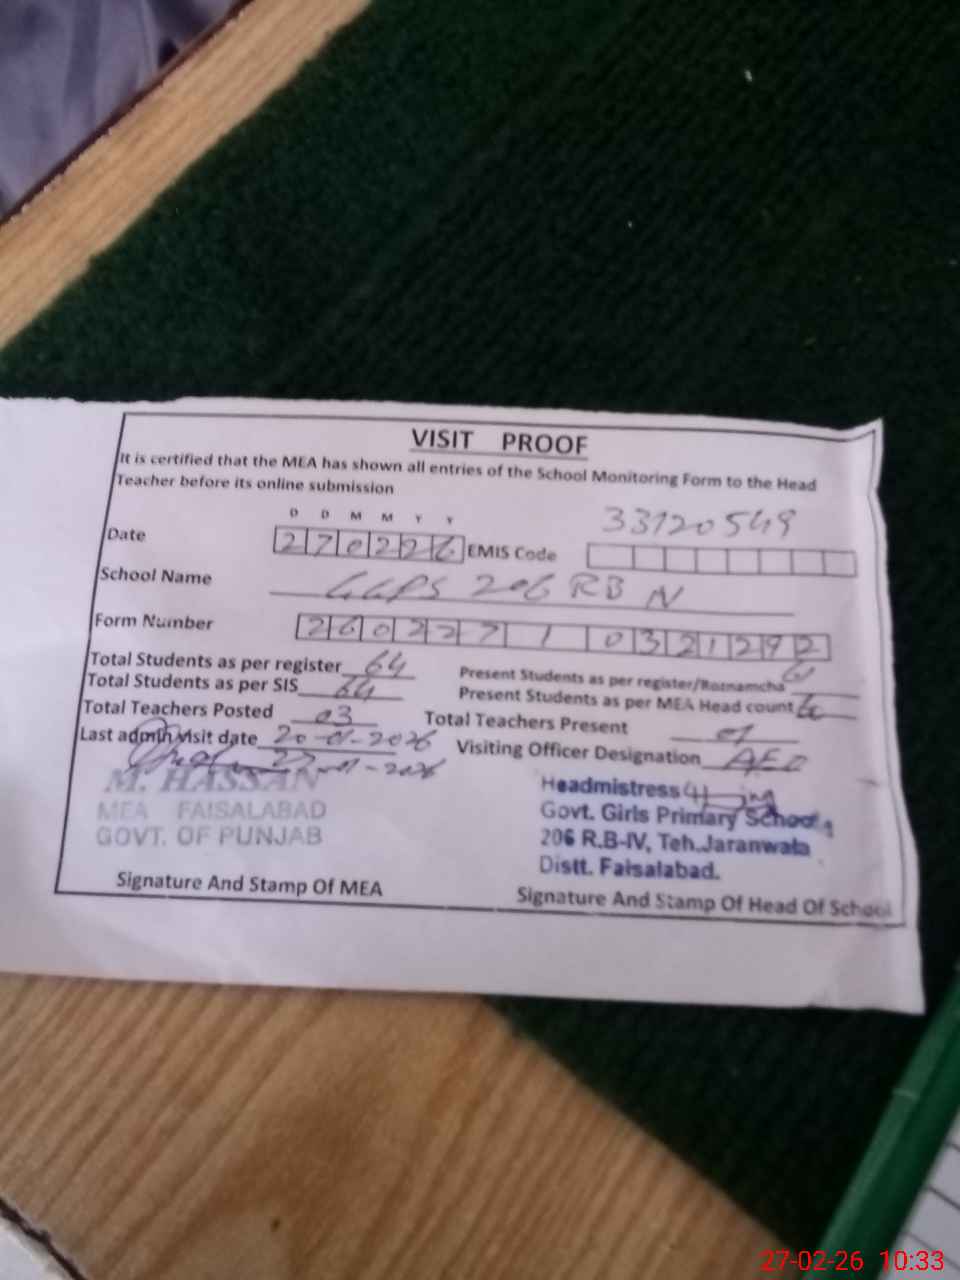 VISIT PROOF
It is certified that the MEA has shown all entries of the School Monitoring Form to the Head
Teacher before its online submission
D D M M Y Y
33120549
Date 270226 EMIS Code
School Name GGPS 206 RB N
Form Number 26022710321292
Total Students as per register 64
Present Students as per register/Roznamcha
Total Students as per SIS 64
Present Students as per MEA Head count
Total Teachers Posted 03
Total Teachers Present
Last admin visit date 20-01-2026
Visiting Officer Designation AEO
M. HASSAN
MEA FAISALABAD
GOVT. OF PUNJAB
Signature And Stamp Of MEA
Headmistress
Govt. Girls Primary School
206 R.B-IV, Teh.Jaranwala
Distt. Faisalabad.
Signature And Stamp Of Head Of School
27-02-26 10:33